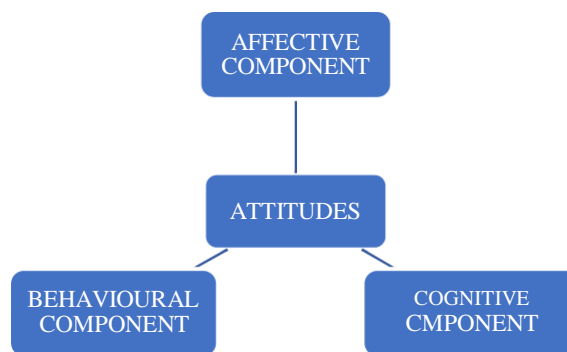 AFFECTIVE
COMPONENT
ATTITUDES
BEHAVIOURAL
COMPONENT
COGNITIVE
CMPONENT